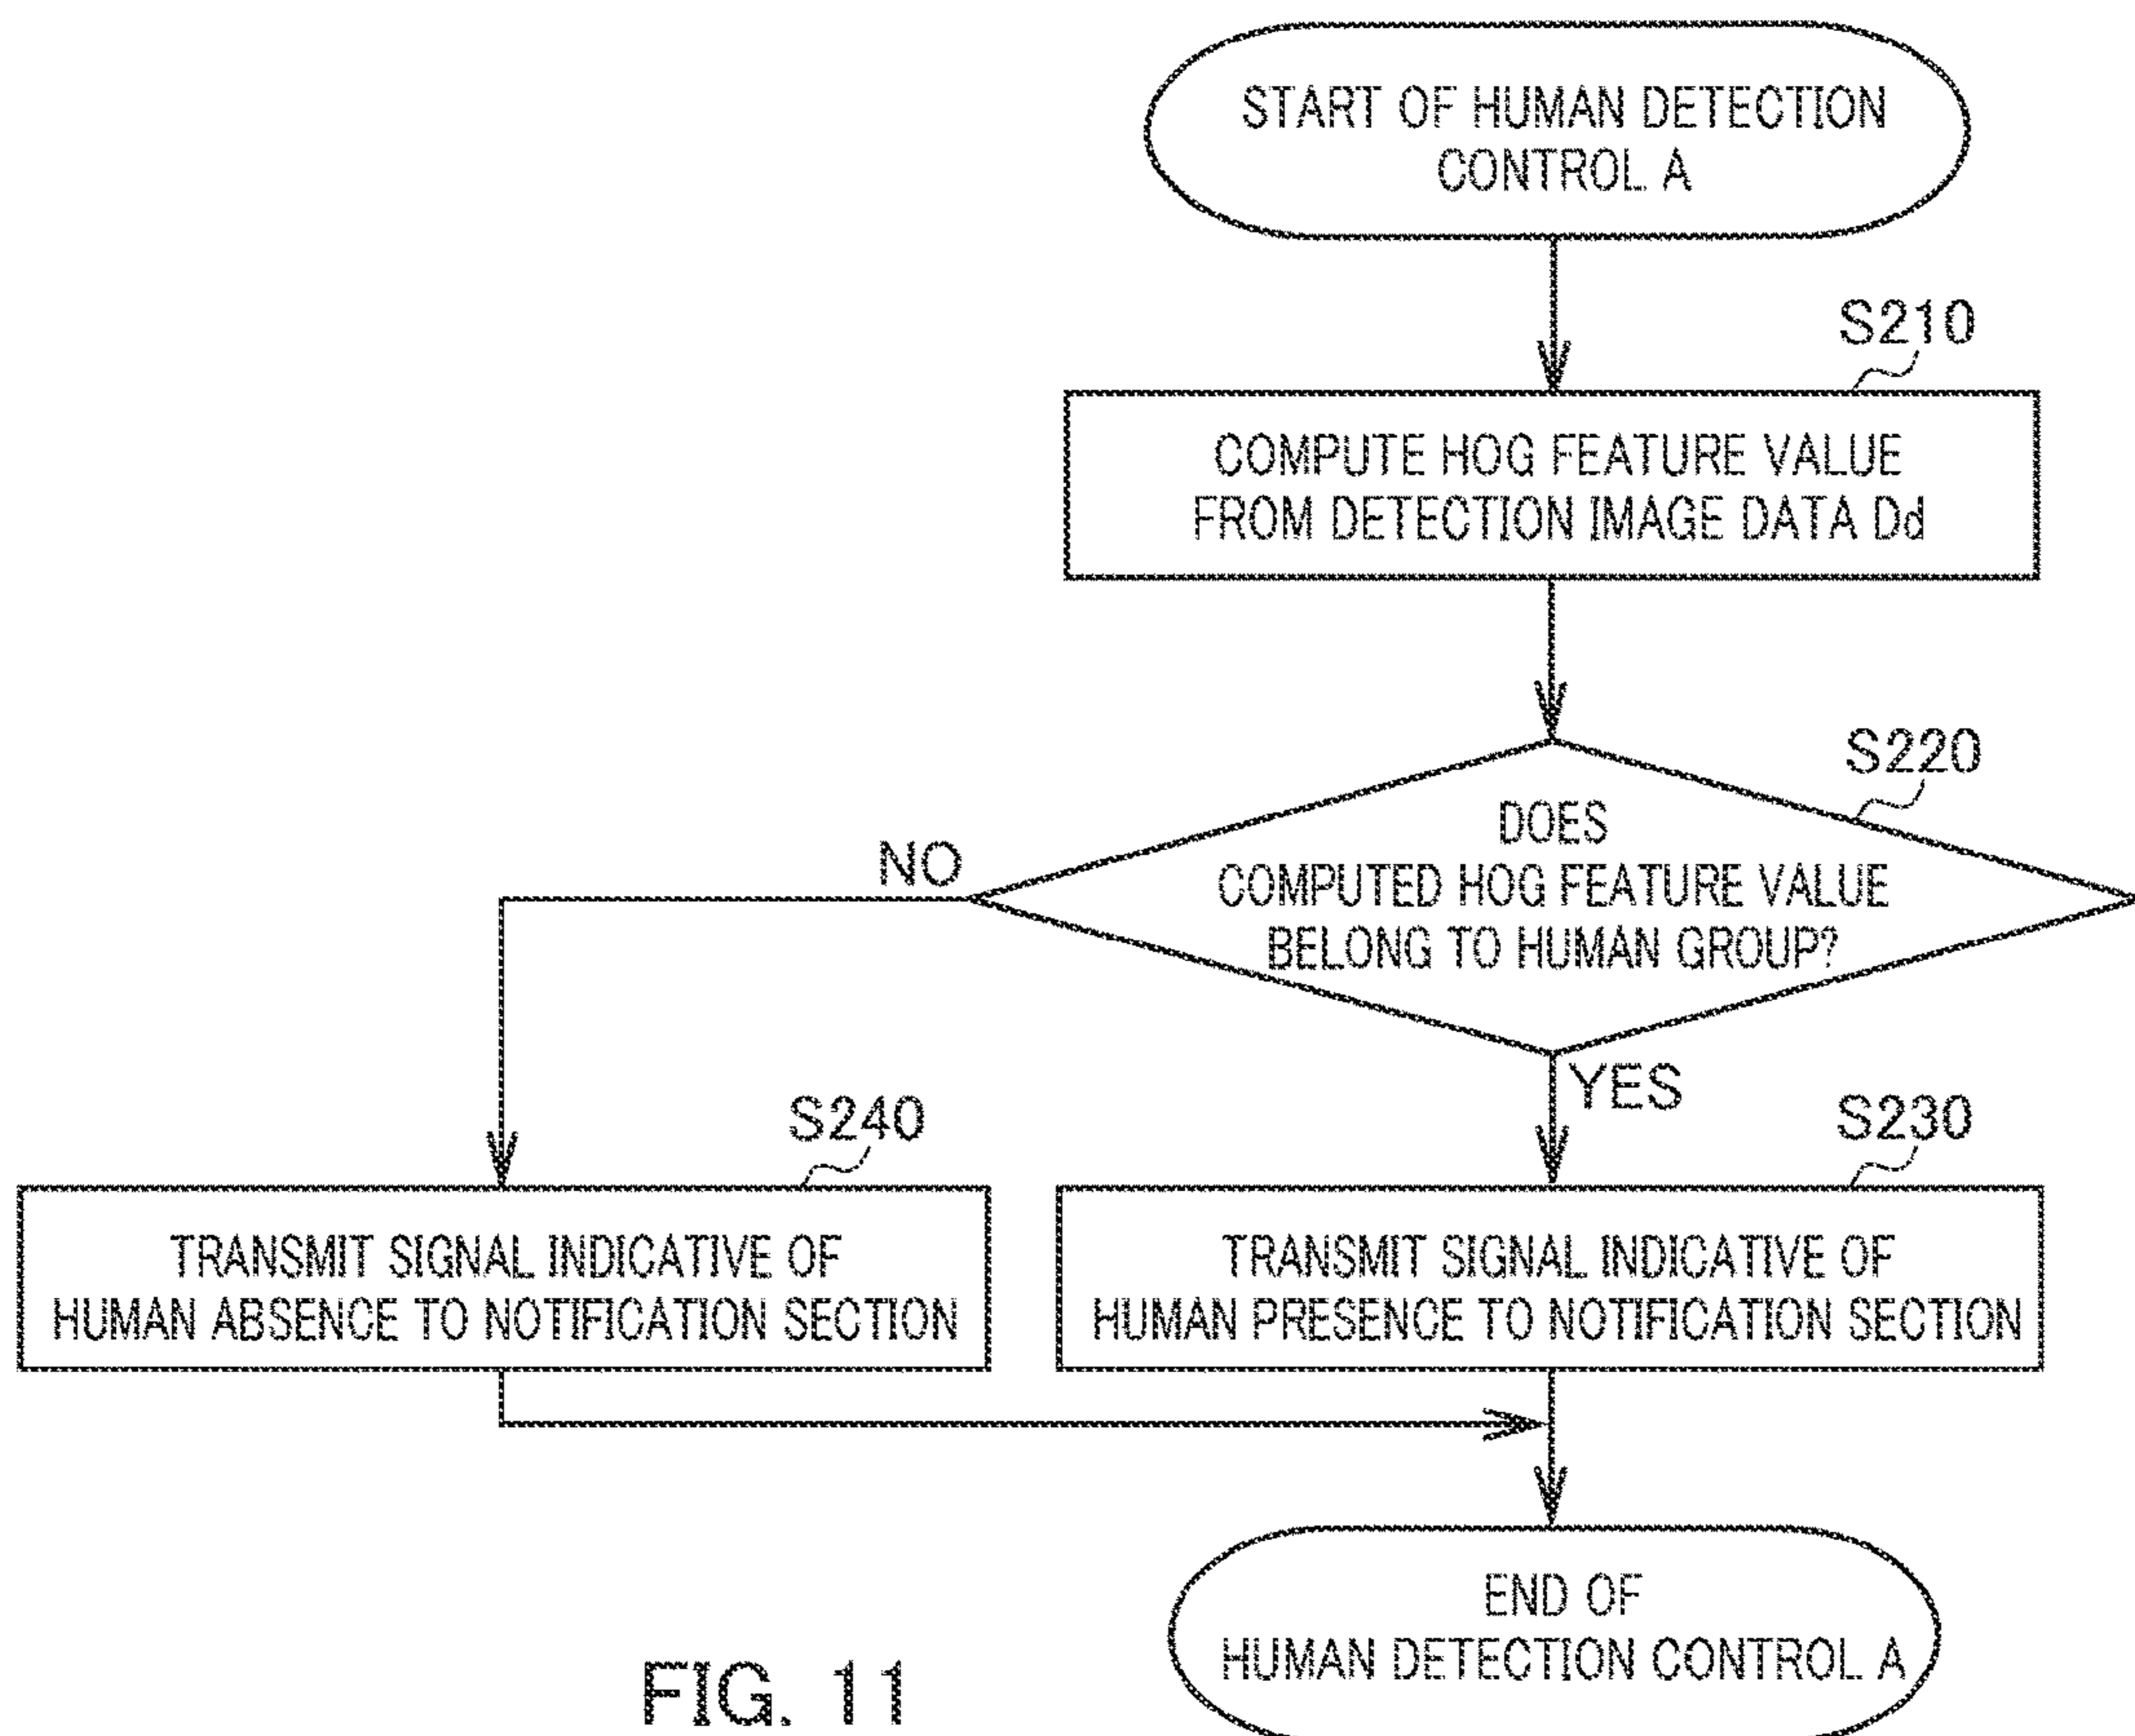 START OF HUMAN DETECTION
CONTROL A
S210
COMPUTE HOG FEATURE VALUE
FROM DETECTION IMAGE DATA Dd
S220
DOES
COMPUTED HOG FEATURE VALUE
BELONG TO HUMAN GROUP?
NO
YES
S240
TRANSMIT SIGNAL INDICATIVE OF
HUMAN ABSENCE TO NOTIFICATION SECTION
S230
TRANSMIT SIGNAL INDICATIVE OF
HUMAN PRESENCE TO NOTIFICATION SECTION
END OF
HUMAN DETECTION CONTROL A
FIG. 11